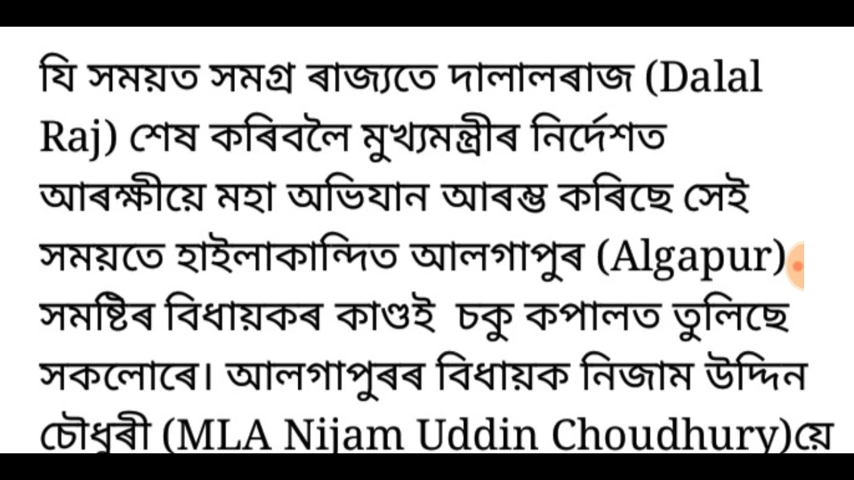 যি সময়ত সমগ্ৰ ৰাজ্যতে দালালৰাজ (Dalal
Raj) শেষ কৰিবলৈ মুখ্যমন্ত্ৰীৰ নিৰ্দেশত
আৰক্ষীয়ে মহা অভিযান আৰম্ভ কৰিছে সেই
সময়তে হাইলাকান্দিত আলগাপুৰ (Algapur)
সমষ্টিৰ বিধায়কৰ কাণ্ডই চকু কপালত তুলিছে
সকলোৰে। আলগাপুৰৰ বিধায়ক নিজাম উদ্দিন
চৌধুৰী (MLA Nijam Uddin Choudhury)য়ে